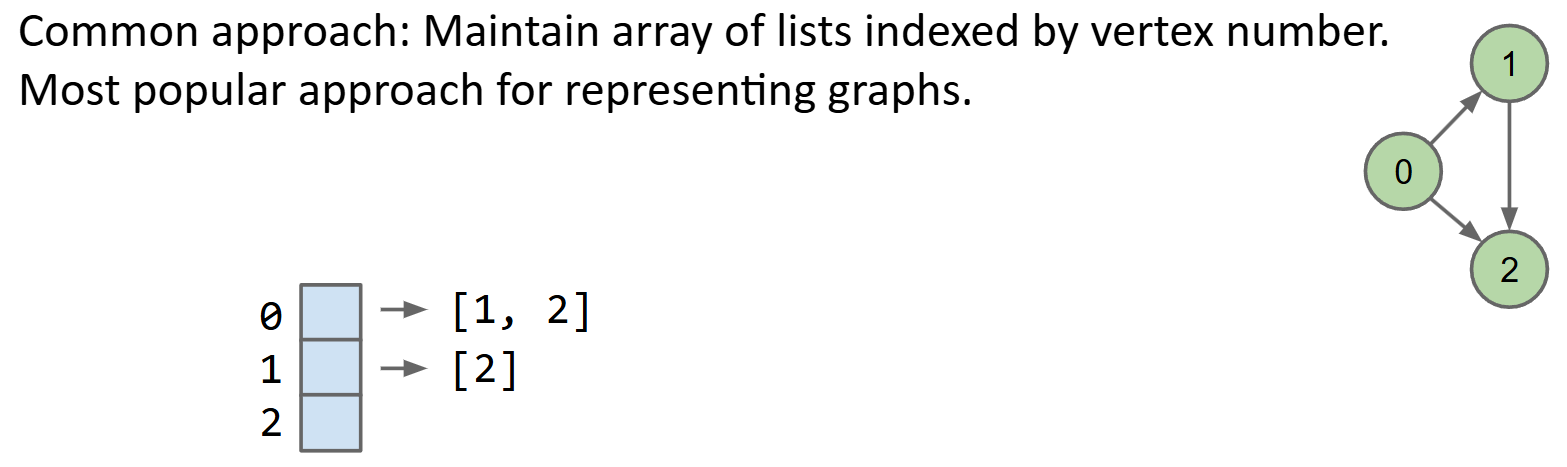 Common approach: Maintain array of lists indexed by vertex number.
Most popular approach for representing graphs.
1
0
2
0 [1, 2]
1 [2]
2